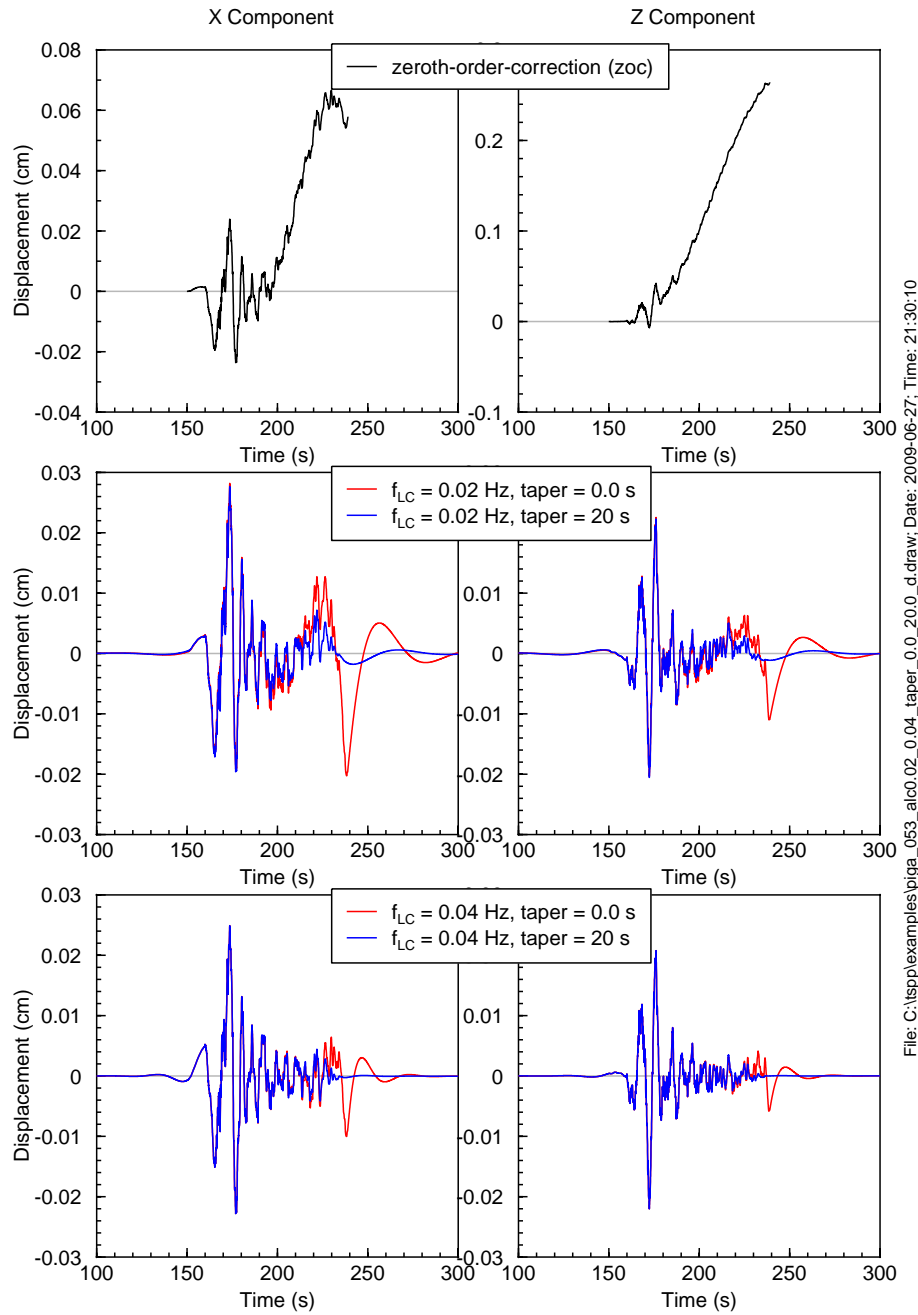 X Component
Z Component
zeroth-order-correction (zoc)
0.08
0.06
0.04
0.02
0
-0.02
-0.04
Displacement (cm)
100 150 200 250 300
Time (s)
0.2
0.1
0
-0.1
100 150 200 250 300
Time (s)
f_LC = 0.02 Hz, taper = 0.0 s
f_LC = 0.02 Hz, taper = 20 s
0.03
0.02
0.01
0
-0.01
-0.02
-0.03
Displacement (cm)
100 150 200 250 300
Time (s)
-0.01
-0.02
-0.03
100 150 200 250 300
Time (s)
f_LC = 0.04 Hz, taper = 0.0 s
f_LC = 0.04 Hz, taper = 20 s
0.03
0.02
0.01
0
-0.01
-0.02
-0.03
Displacement (cm)
100 150 200 250 300
Time (s)
0.02
0.01
0
-0.01
-0.02
-0.03
100 150 200 250 300
Time (s)
File: C:\tspp\examples\piga_053_alc0.02_0.04_taper_0.0_20.0_d.draw; Date: 2009-06-27; Time: 21:30:10